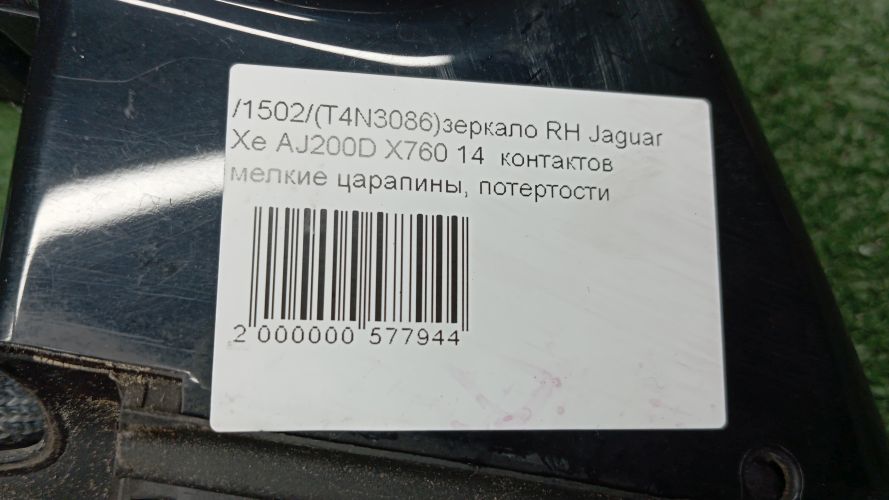 /1502/(T4N3086)зеркало RH Jaguar
Xe AJ200D X760 14 контактов
мелкие царапины, потертости
2 000000 577944